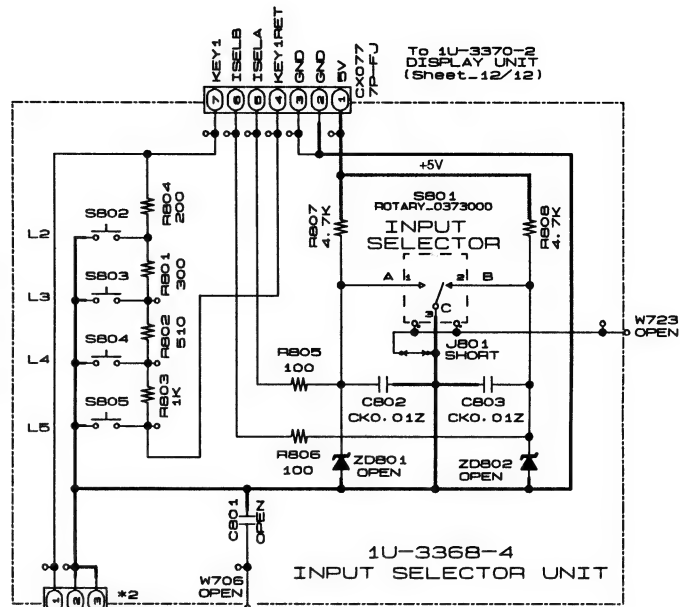 KEY1
ISELB
ISELA
KEY1RET
GND
GND
5V
CX077
7P-FJ
To 1U-3370-2
DISPLAY UNIT
(Sheet_12/12)
7
6
5
4
3
2
1
+5V
S801
ROTARY_0373000
INPUT
SELECTOR
R804
200
R807
4.7K
R808
4.7K
L2
S802
R801
300
A
1
2
B
L3
S803
3
C
R802
510
W723
OPEN
J801
SHORT
L4
S804
R805
100
R803
1K
C802
CK0.01Z
C803
CK0.01Z
L5
S805
R806
100
ZD801
OPEN
ZD802
OPEN
C801
OPEN
1U-3368-4
INPUT SELECTOR UNIT
W706
OPEN
1
2
3
*2